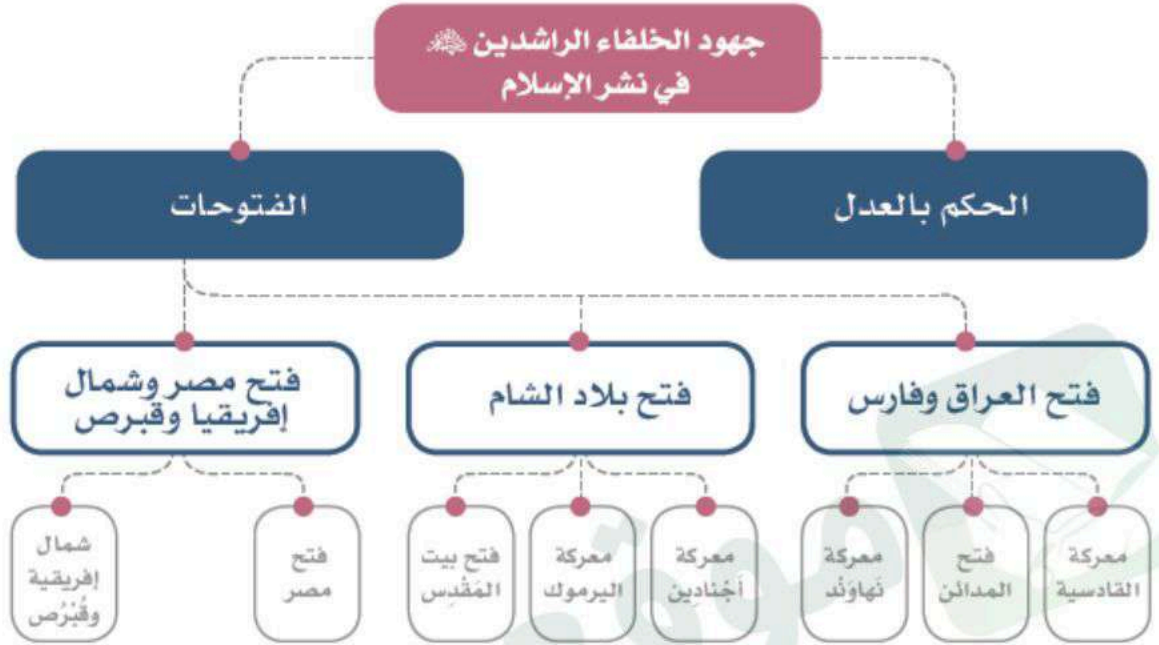 جهود الخلفاء الراشدين ﷺ
في نشر الإسلام
الحكم بالعدل
الفتوحات
فتح العراق وفارس
فتح بلاد الشام
فتح مصر وشمال
إفريقيا وقبرص
معركة
القادسية
فتح
المدائن
معركة
نَهاوَنْد
معركة
أَجْنادِين
معركة
اليرموك
فتح بيت
المَقْدِس
فتح
مصر
شمال
إفريقية
وقُبْرُص